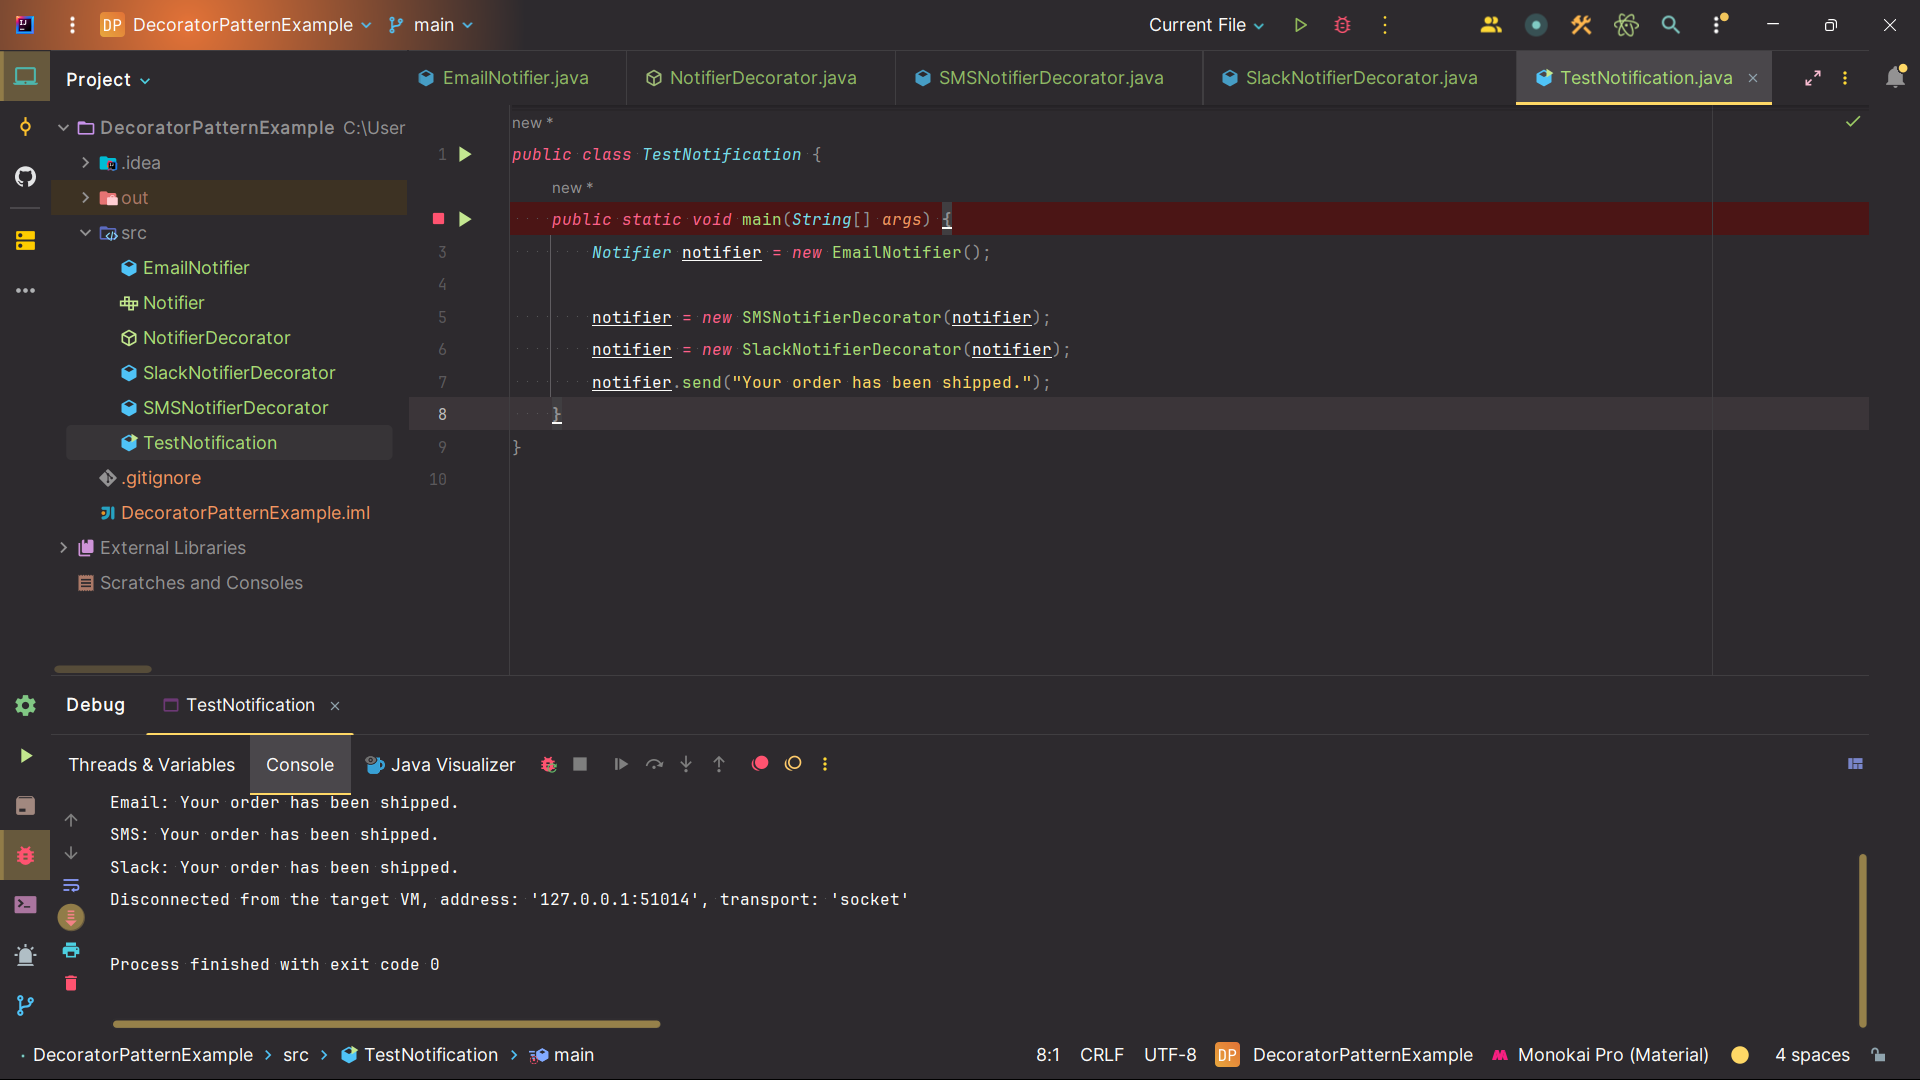 DP DecoratorPatternExample main Current File
Project
EmailNotifier.java NotifierDecorator.java SMSNotifierDecorator.java SlackNotifierDecorator.java TestNotification.java
DecoratorPatternExample C:\User
.idea
out
src
EmailNotifier
Notifier
NotifierDecorator
SlackNotifierDecorator
SMSNotifierDecorator
TestNotification
.gitignore
DecoratorPatternExample.iml
External Libraries
Scratches and Consoles
new *
1 public class TestNotification {
new *
public static void main(String[] args) {
3 Notifier notifier = new EmailNotifier();
4
5 notifier = new SMSNotifierDecorator(notifier);
6 notifier = new SlackNotifierDecorator(notifier);
7 notifier.send("Your order has been shipped.");
8 }
9 }
10
Debug TestNotification
Threads & Variables Console Java Visualizer
Email: Your order has been shipped.
SMS: Your order has been shipped.
Slack: Your order has been shipped.
Disconnected from the target VM, address: '127.0.0.1:51014', transport: 'socket'
Process finished with exit code 0
DecoratorPatternExample > src > TestNotification > main 8:1 CRLF UTF-8 DP DecoratorPatternExample Monokai Pro (Material) 4 spaces